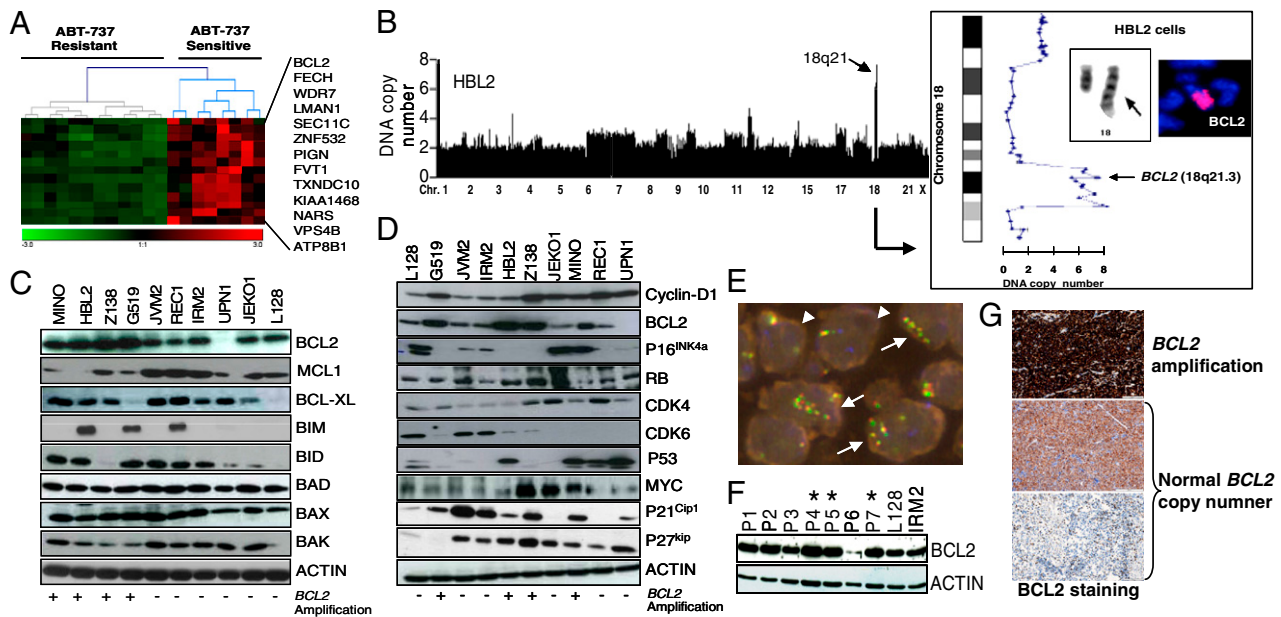 A
ABT-737
Resistant
ABT-737
Sensitive
BCL2
FECH
WDR7
LMAN1
SEC11C
ZNF532
PIGN
FVT1
TXNDC10
KIAA1468
NARS
VPS4B
ATP8B1
-3.0 1:1 3.0
B
DNA copy
number
8
6
4
2
0
HBL2
18q21
Chr. 1 2 4 5 6 7 8 9 10 11 12 15 17 18 21 X
HBL2 cells
Chromosome 18
18
BCL2
BCL2 (18q21.3)
0 2 4 6 8
DNA copy number
C
MINO HBL2 Z138 G519 JVM2 REC1 IRM2 UPN1 JEKO1 L128
BCL2
MCL1
BCL-XL
BIM
BID
BAD
BAX
BAK
ACTIN
+ + + + - - - - - -
BCL2
Amplification
D
L128 G519 JVM2 IRM2 HBL2 Z138 JEKO1 MINO REC1 UPN1
Cyclin-D1
BCL2
P16INK4a
RB
CDK4
CDK6
P53
MYC
P21Cip1
P27kip
ACTIN
- + - - + + - + - -
BCL2
Amplification
E
F
* * *
P1 P2 P3 P4 P5 P6 P7 L128 IRM2
BCL2
ACTIN
G
BCL2
amplification
Normal BCL2
copy numner
BCL2 staining